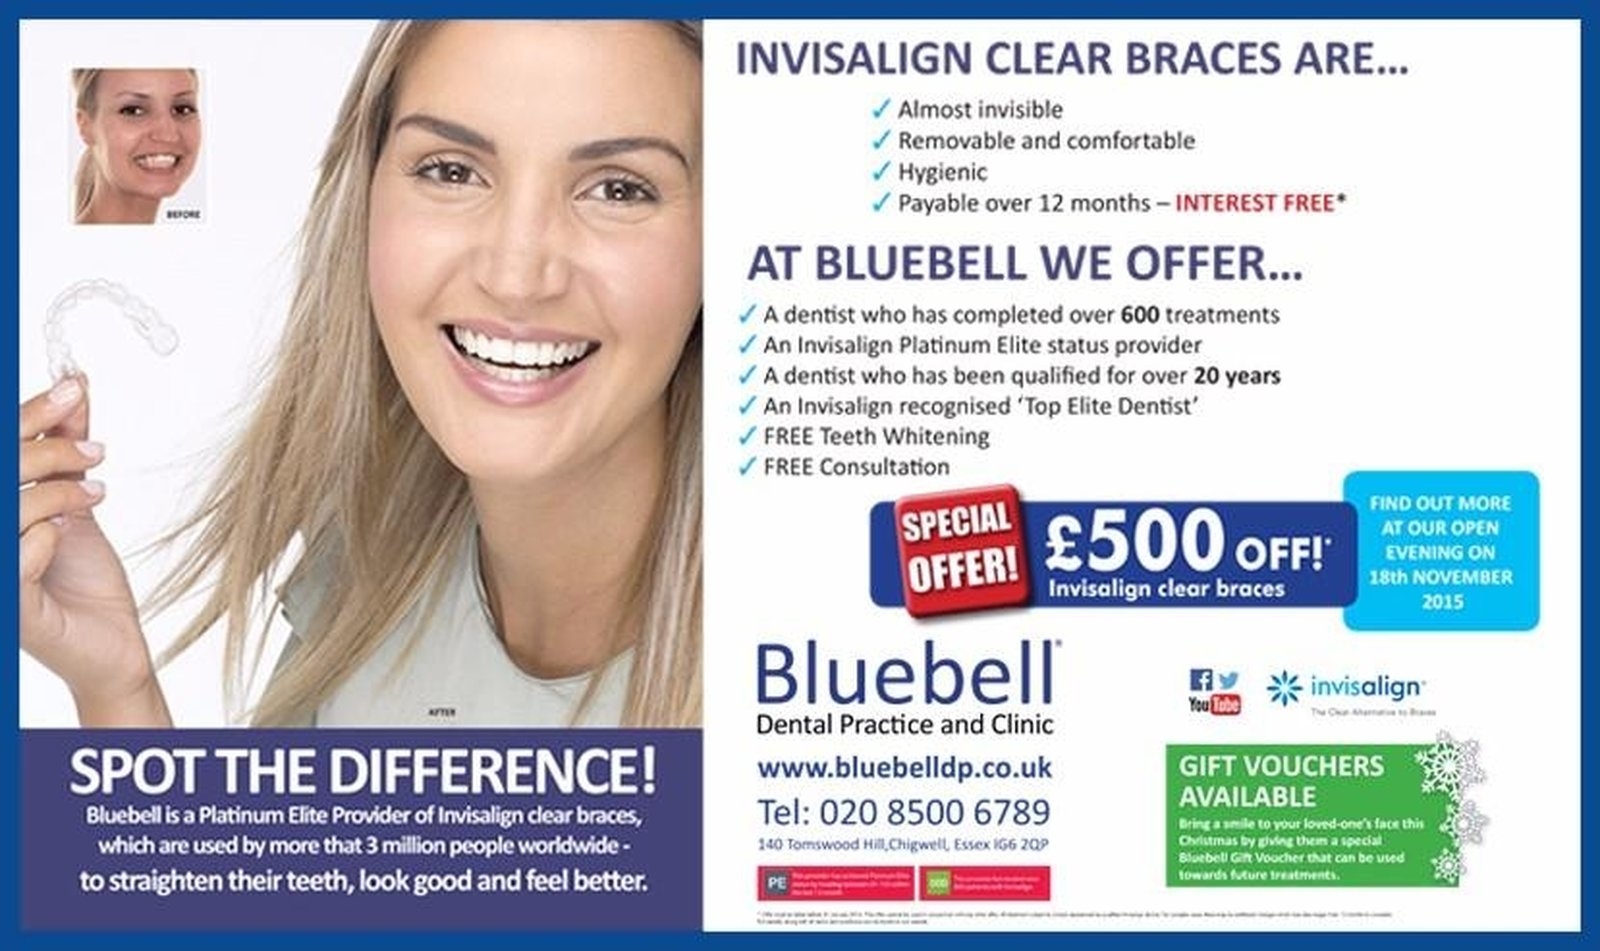 BEFORE
AFTER
SPOT THE DIFFERENCE!
Bluebell is a Platinum Elite Provider of Invisalign clear braces,
which are used by more that 3 million people worldwide -
to straighten their teeth, look good and feel better.
INVISALIGN CLEAR BRACES ARE...
✓ Almost invisible
✓ Removable and comfortable
✓ Hygienic
✓ Payable over 12 months – INTEREST FREE*
AT BLUEBELL WE OFFER...
✓ A dentist who has completed over 600 treatments
✓ An Invisalign Platinum Elite status provider
✓ A dentist who has been qualified for over 20 years
✓ An Invisalign recognised ‘Top Elite Dentist’
✓ FREE Teeth Whitening
✓ FREE Consultation
SPECIAL
OFFER!
£500 OFF!*
Invisalign clear braces
FIND OUT MORE
AT OUR OPEN
EVENING ON
18th NOVEMBER
2015
Bluebell
Dental Practice and Clinic
www.bluebelldp.co.uk
Tel: 020 8500 6789
140 Tomswood Hill,Chigwell, Essex IG6 2QP
PE
You Tube
invisalign
The Clear Alternative to Braces
GIFT VOUCHERS
AVAILABLE
Bring a smile to your loved-one's face this
Christmas by giving them a special
Bluebell Gift Voucher that can be used
towards future treatments.